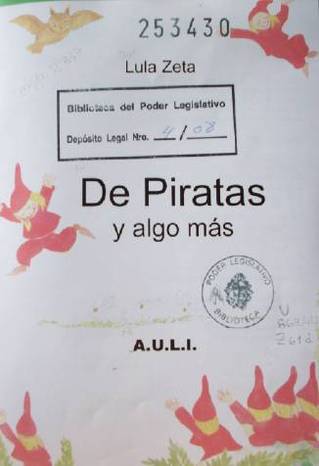 253430
Lula Zeta
Biblioteca del Poder Legislativo
Depósito Legal Nro. 4/08
De Piratas
y algo más
PODER LEGISLATIVO
BIBLIOTECA
U
A.U.L.I.